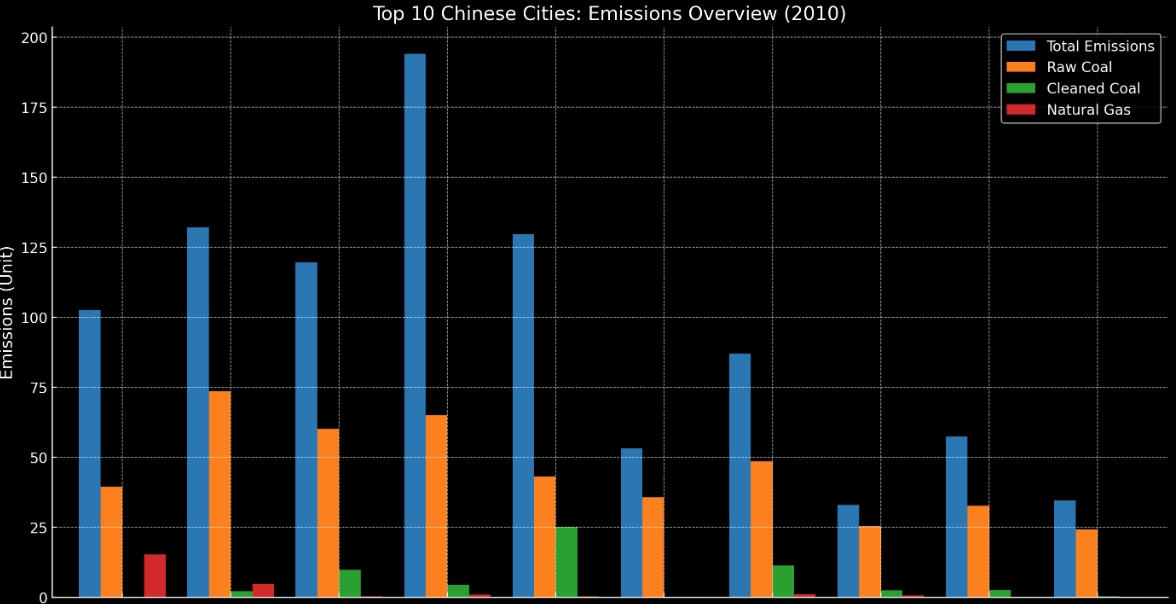 Top 10 Chinese Cities: Emissions Overview (2010)
200
175
150
125
100
75
50
25
0
Emissions (Unit)
Total Emissions
Raw Coal
Cleaned Coal
Natural Gas